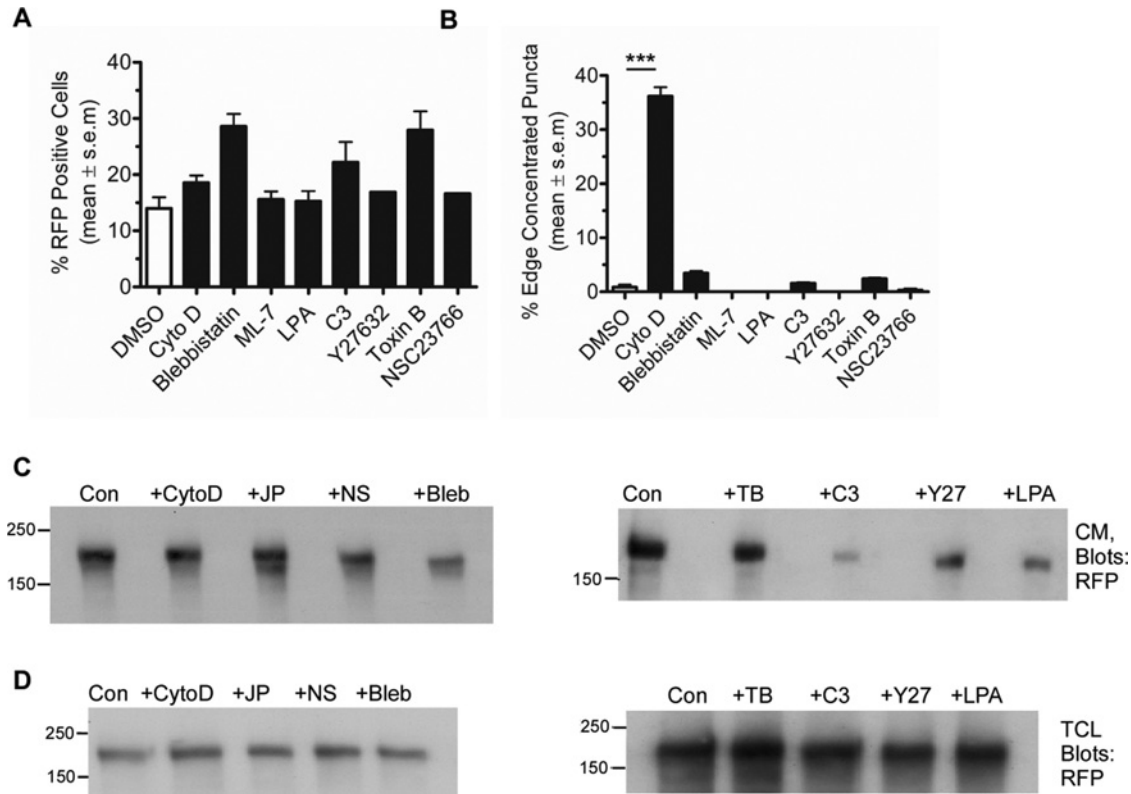 A
% RFP Positive Cells
(mean ± s.e.m)
40
30
20
10
0
DMSO
Cyto D
Blebbistatin
ML-7
LPA
C3
Y27632
Toxin B
NSC23766
B
% Edge Concentrated Puncta
(mean ± s.e.m)
40
30
20
10
0
***
DMSO
Cyto D
Blebbistatin
ML-7
LPA
C3
Y27632
Toxin B
NSC23766
C
Con +CytoD +JP +NS +Bleb
250
150
Con +TB +C3 +Y27 +LPA
150
CM,
Blots:
RFP
D
Con +CytoD +JP +NS +Bleb
250
150
Con +TB +C3 +Y27 +LPA
250
150
TCL
Blots:
RFP